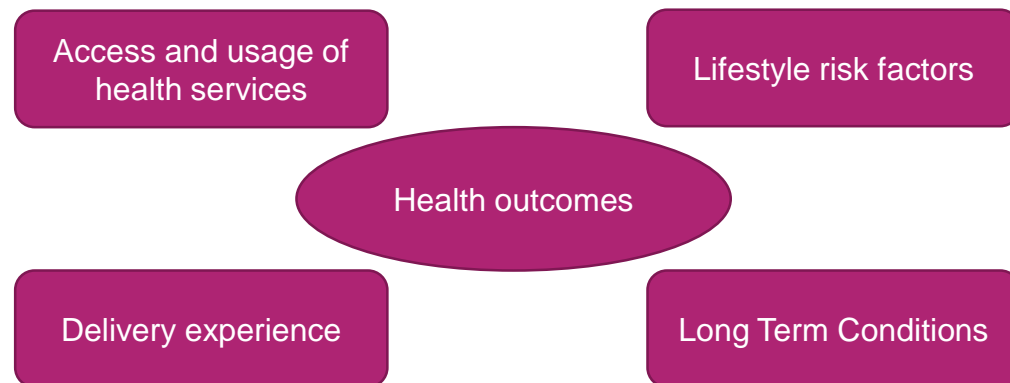 Access and usage of
health services
Lifestyle risk factors
Health outcomes
Delivery experience
Long Term Conditions